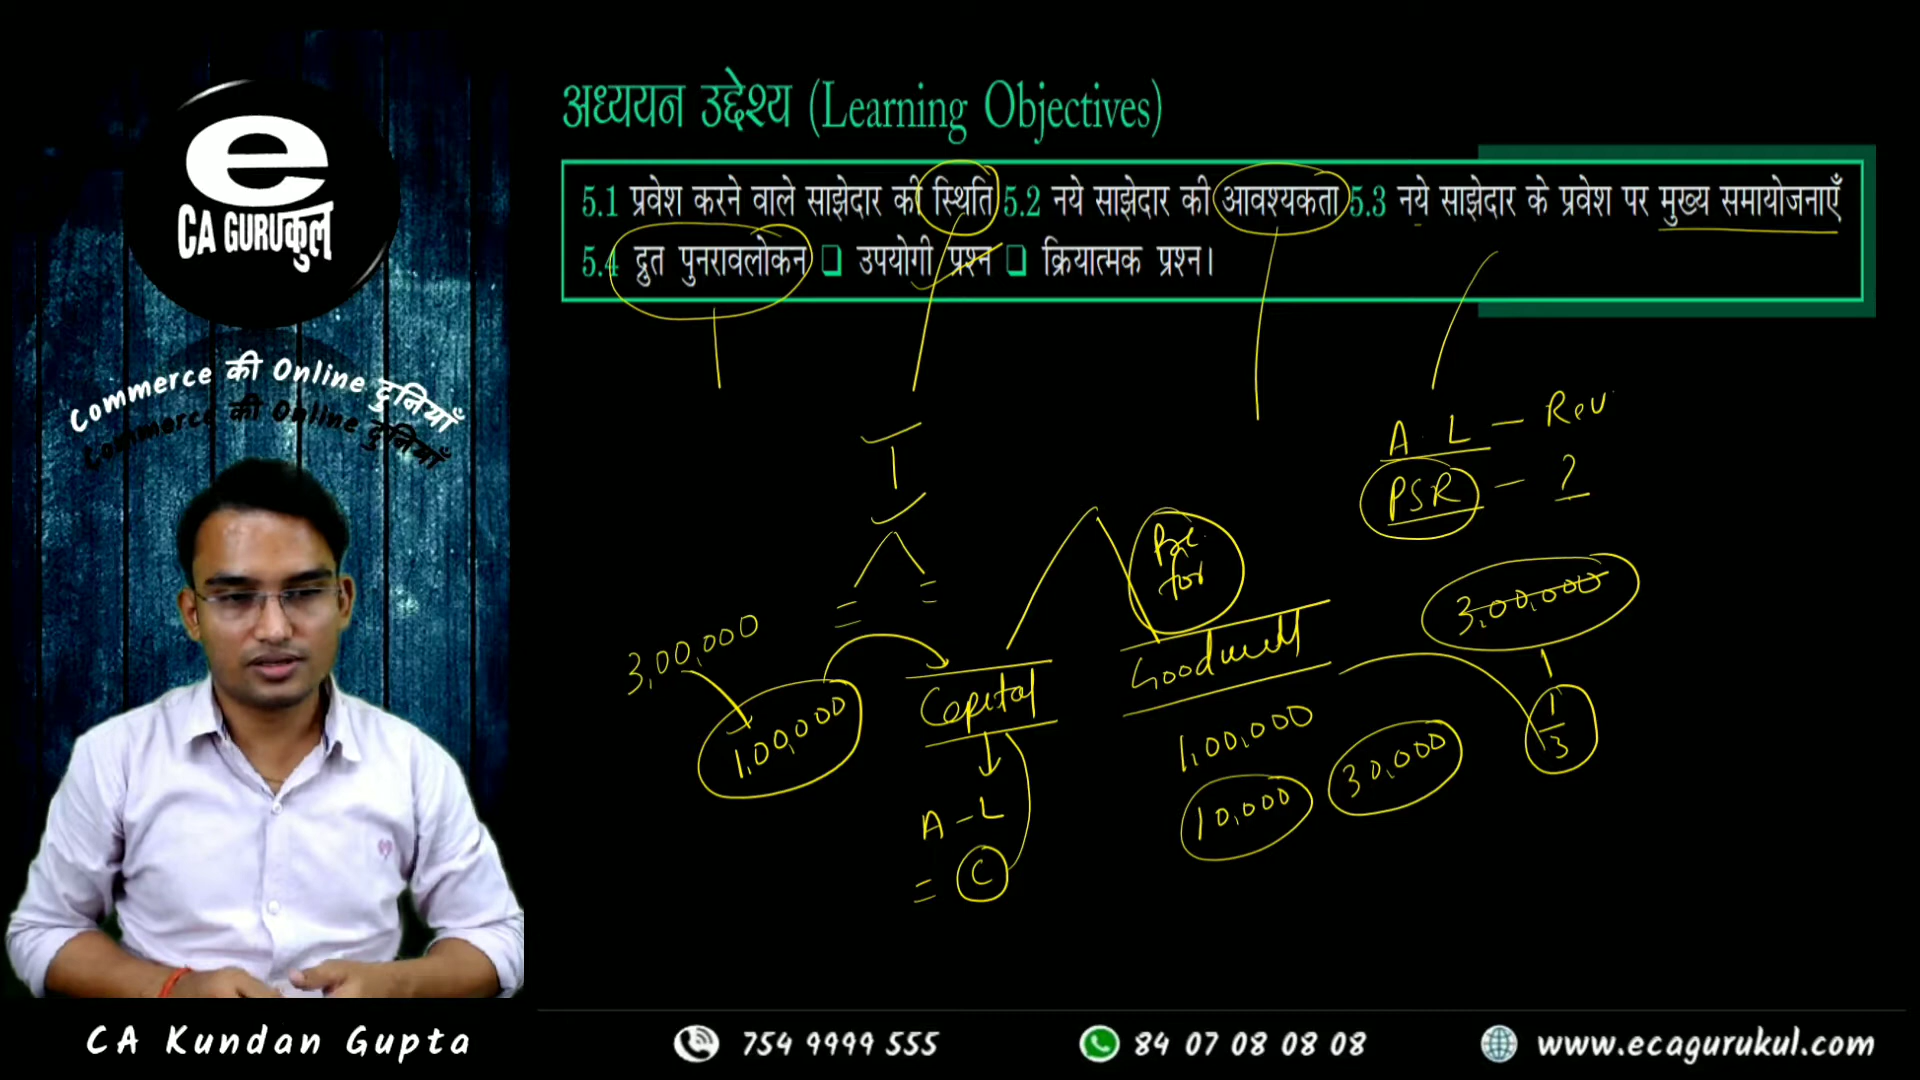 अध्ययन उद्देश्य (Learning Objectives)
5.1 प्रवेश करने वाले साझेदार की स्थिति 5.2 नये साझेदार की आवश्यकता 5.3 नये साझेदार के प्रवेश पर मुख्य समायोजनाएँ
5.4 द्रुत पुनरावलोकन ❑ उपयोगी प्रश्न ❑ क्रियात्मक प्रश्न।
e
CA GURUकुल
Commerce की Online दुनियाँ
Commerce की Online दुनियाँ
A L - Rev
PSR - ?
for
3,00,000
3,00,000
1,00,000
Capital
Goodwill
1,00,000
1/3
10,000
30,000
A - L
= C
CA Kundan Gupta
754 9999 555
84 07 08 08 08
www.ecagurukul.com